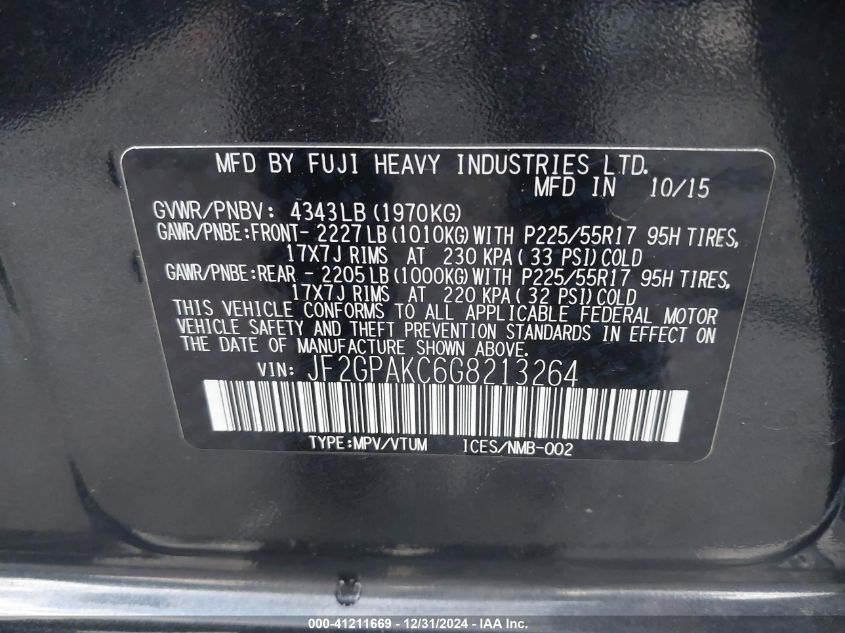 MFD BY FUJI HEAVY INDUSTRIES LTD.
MFD IN 10/15
GVWR/PNBV: 4343LB(1970KG)
GAWR/PNBE:FRONT-2227LB(1010KG)WITH P225/55R17 95H TIRES,
17X7J RIMS AT 230 KPA(33 PSI)COLD
GAWR/PNBE:REAR -2205LB(1000KG)WITH P225/55R17 95H TIRES,
17X7J RIMS AT 220 KPA(32 PSI)COLD
THIS VEHICLE CONFORMS TO ALL APPLICABLE FEDERAL MOTOR
VEHICLE SAFETY AND THEFT PREVENTION STANDARDS IN EFFECT ON
THE DATE OF MANUFACTURE SHOWN ABOVE.
VIN: JF2GPAKC6G8213264
TYPE:MPV/VTUM ICES/NMB-002
000-41211669 - 12/31/2024 - IAA Inc.